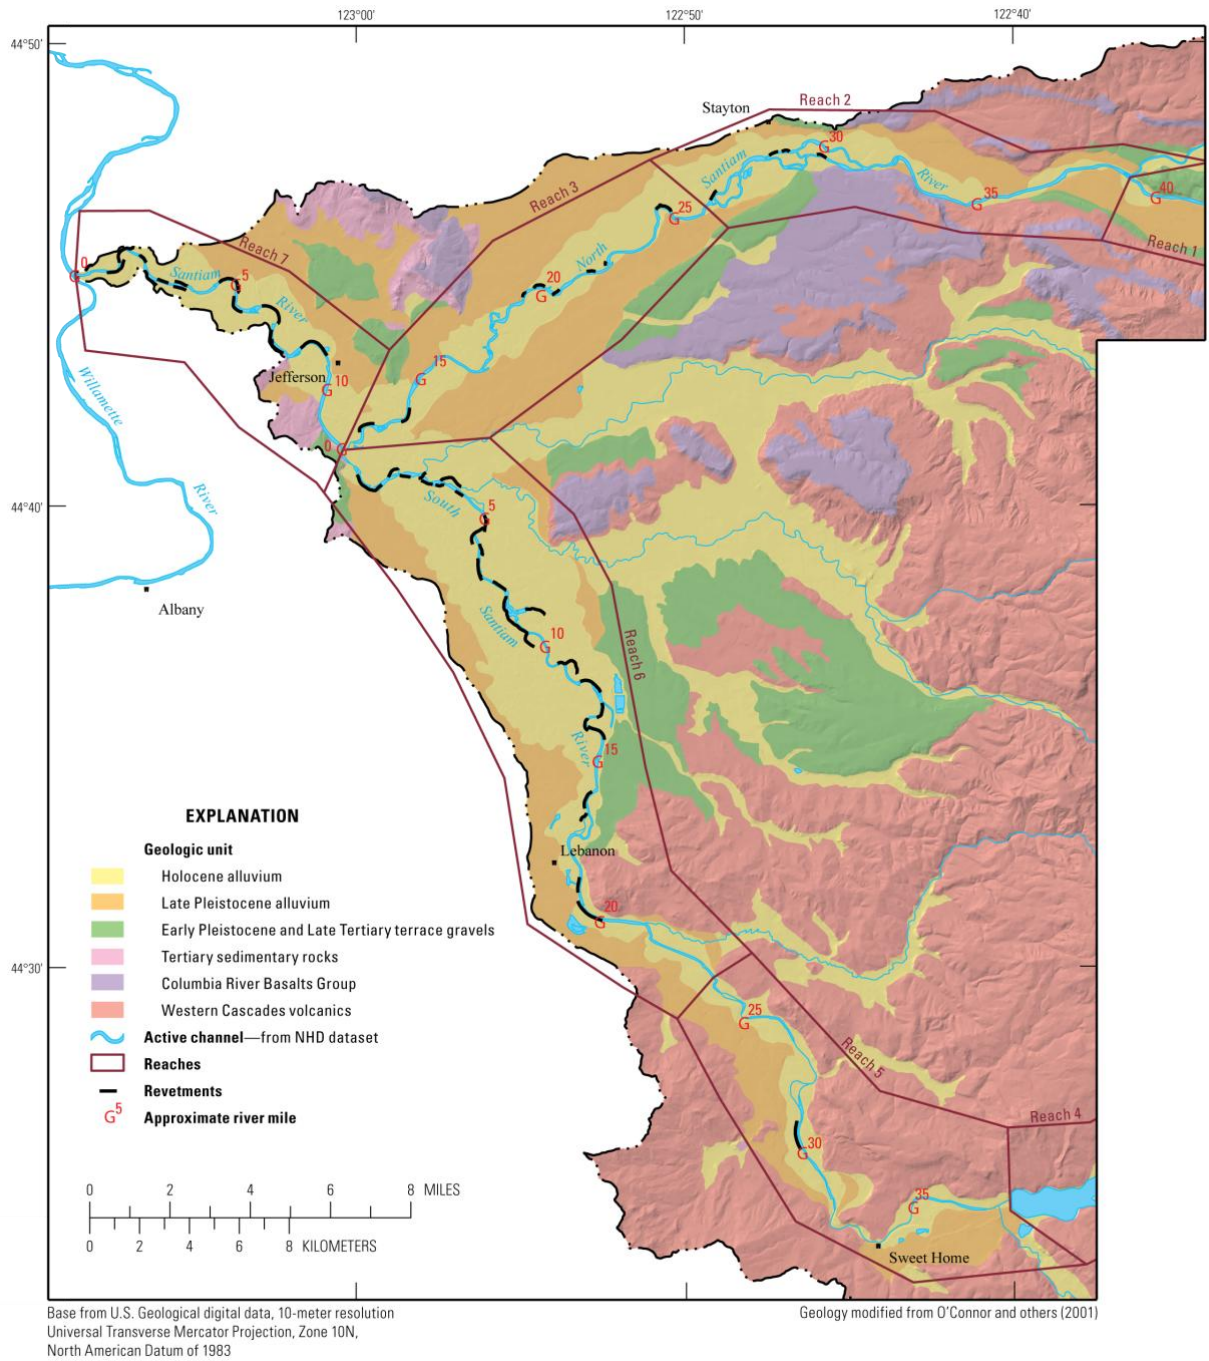 123°00'
122°50'
122°40'
44°50'
Stayton
Reach 2
30
Santiam
River
35
40
Reach 1
Reach 3
25
Reach 7
0
Santiam
5
North
20
River
15
Jefferson
10
Willamette
0
44°40'
River
South
5
Albany
Santiam
10
Reach 6
River
15
EXPLANATION
Geologic unit
Lebanon
Holocene alluvium
Late Pleistocene alluvium
20
Early Pleistocene and Late Tertiary terrace gravels
Tertiary sedimentary rocks
44°30'
Columbia River Basalts Group
Western Cascades volcanics
25
Active channel—from NHD dataset
Reach 5
Reaches
Revetments
G5 Approximate river mile
Reach 4
30
0 2 4 6 8 MILES
35
0 2 4 6 8 KILOMETERS
Sweet Home
Base from U.S. Geological digital data, 10-meter resolution
Geology modified from O'Connor and others (2001)
Universal Transverse Mercator Projection, Zone 10N,
North American Datum of 1983